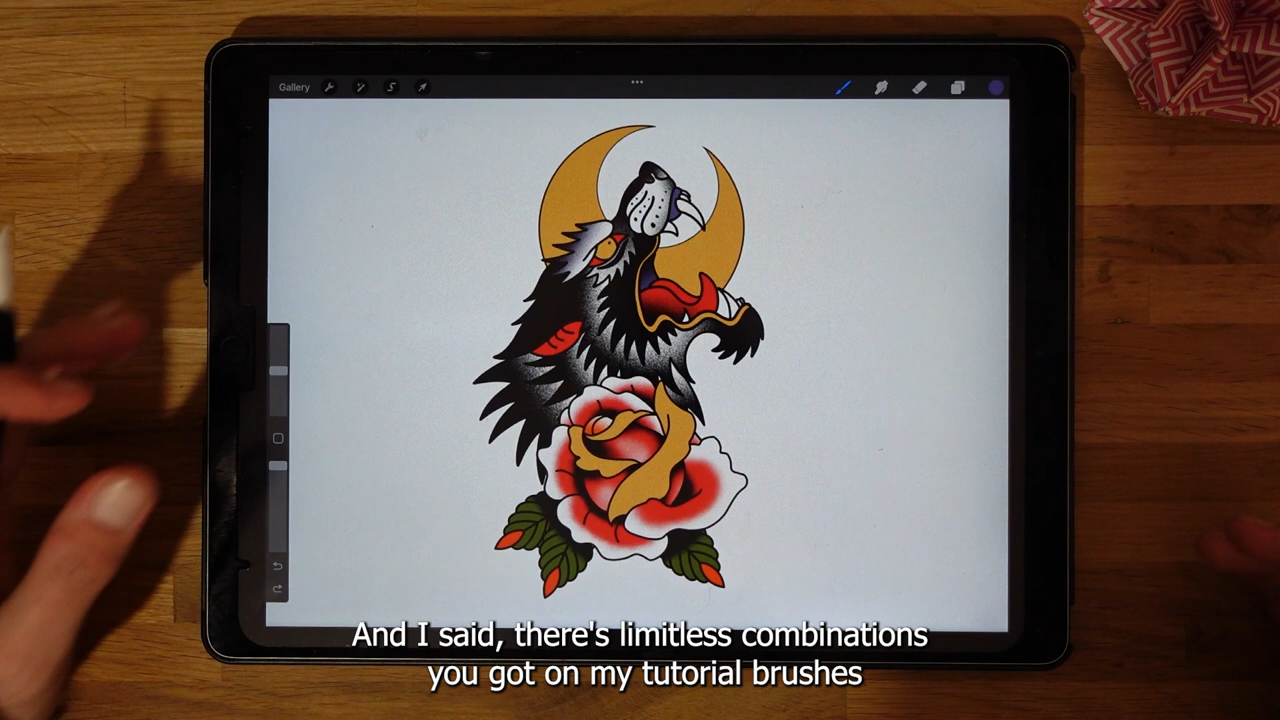 Gallery
And I said, there's limitless combinations
you got on my tutorial brushes